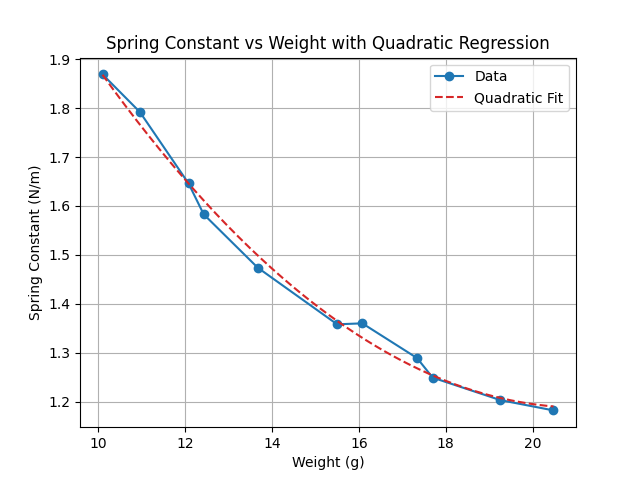 Spring Constant vs Weight with Quadratic Regression
Data
Quadratic Fit
Spring Constant (N/m)
1.9
1.8
1.7
1.6
1.5
1.4
1.3
1.2
10 12 14 16 18 20
Weight (g)